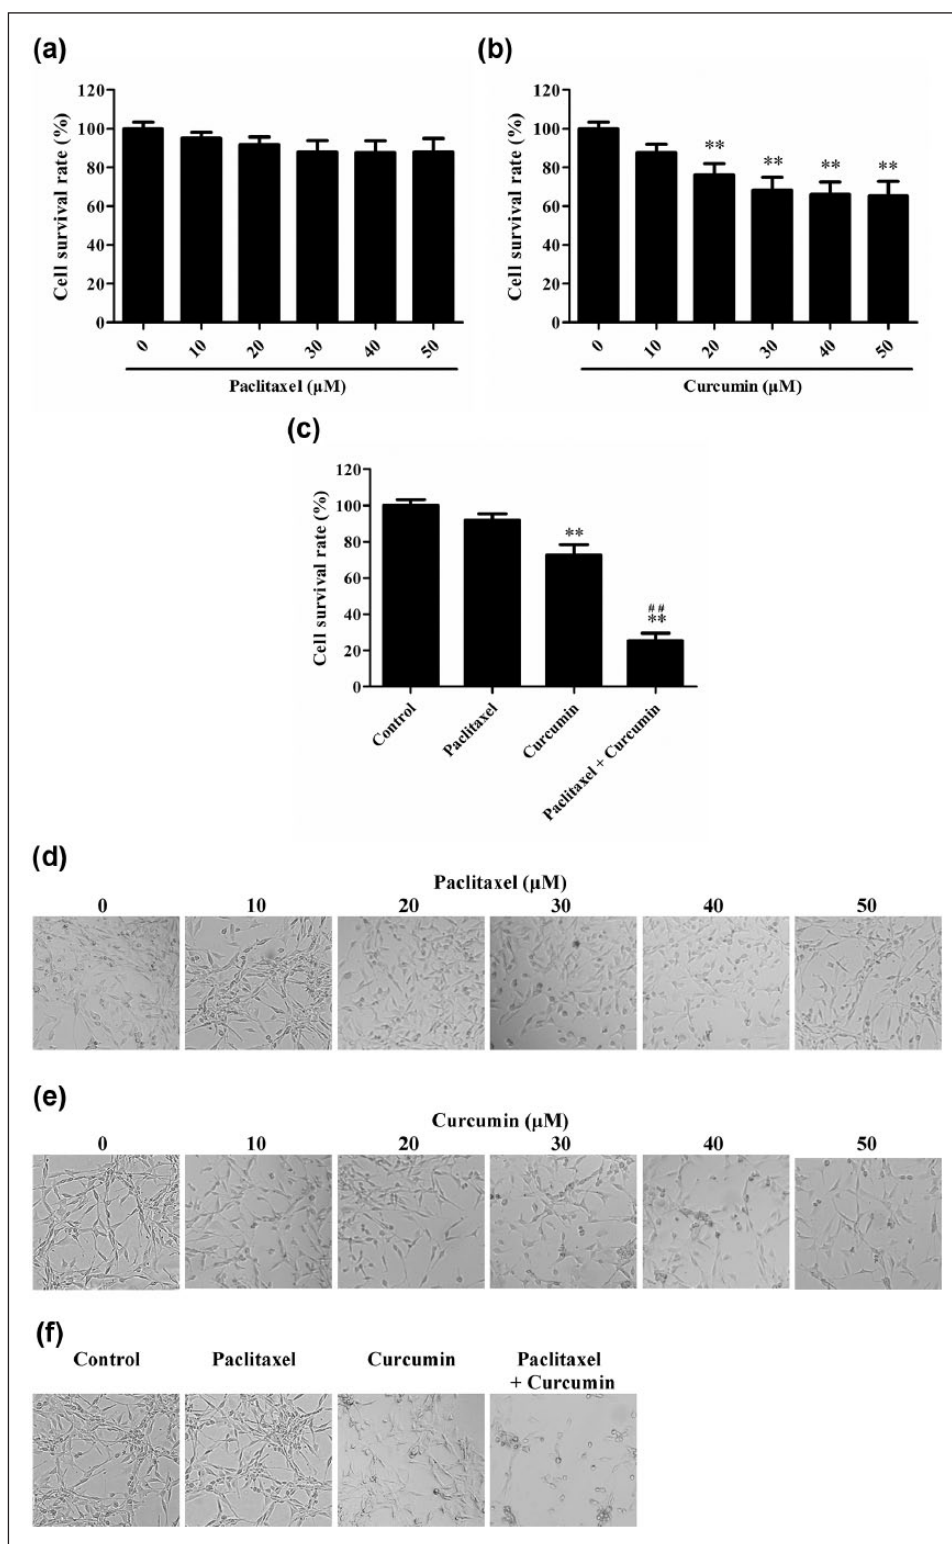 (a)
120
100
80
60
40
20
0
Cell survival rate (%)
0 10 20 30 40 50
Paclitaxel (µM)
(b)
120
100
80
60
40
20
0
Cell survival rate (%)
** ** ** **
0 10 20 30 40 50
Curcumin (µM)
(c)
120
100
80
60
40
20
0
Cell survival rate (%)
**
##
**
Control
Paclitaxel
Curcumin
Paclitaxel + Curcumin
(d)
Paclitaxel (µM)
0 10 20 30 40 50
(e)
Curcumin (µM)
0 10 20 30 40 50
(f)
Control Paclitaxel Curcumin Paclitaxel
+ Curcumin